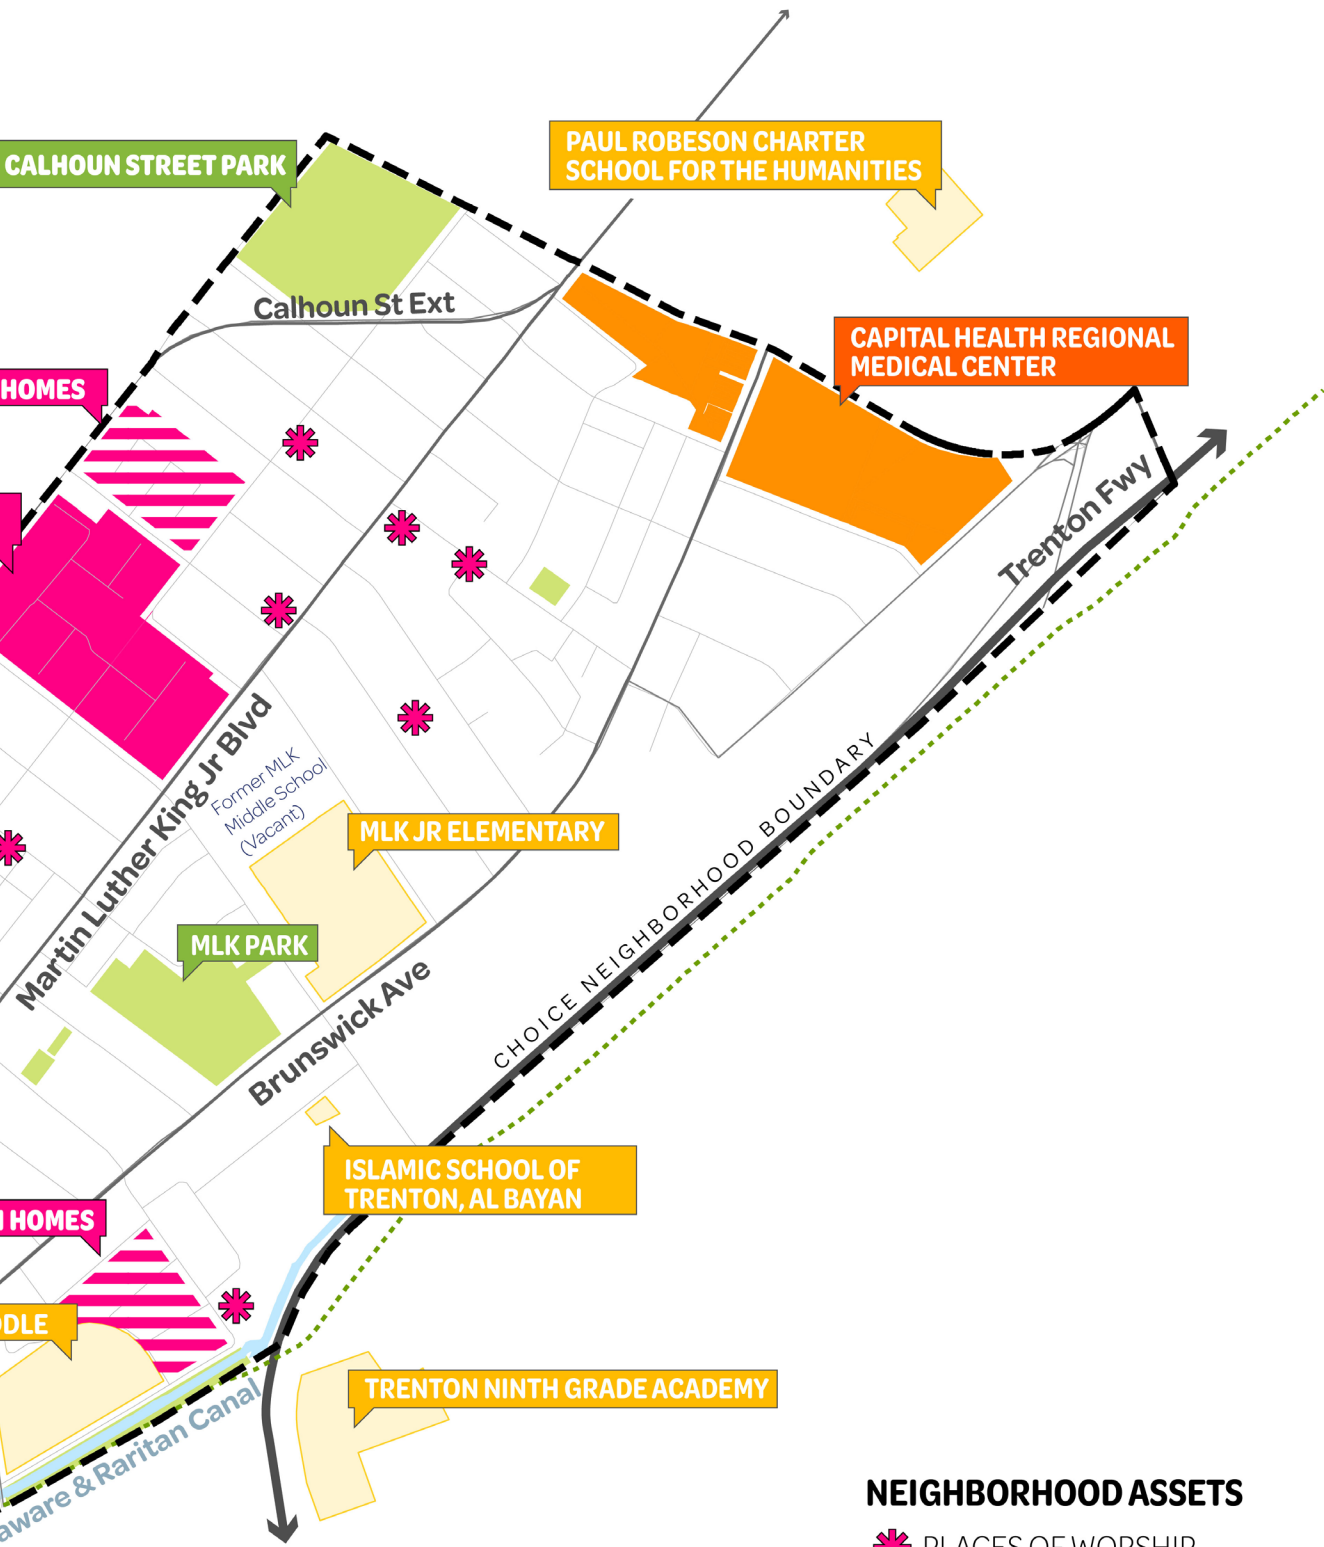 PAUL ROBESON CHARTER
SCHOOL FOR THE HUMANITIES
CALHOUN STREET PARK
Calhoun St Ext
CAPITAL HEALTH REGIONAL
MEDICAL CENTER
HOMES
Trenton Fwy
Martin Luther King Jr Blvd
Former MLK
Middle School
(Vacant)
MLK JR ELEMENTARY
CHOICE NEIGHBORHOOD BOUNDARY
MLK PARK
Brunswick Ave
ISLAMIC SCHOOL OF
TRENTON, AL BAYAN
HOMES
DLE
TRENTON NINTH GRADE ACADEMY
aware & Raritan Canal
NEIGHBORHOOD ASSETS
PLACES OF WORSHIP